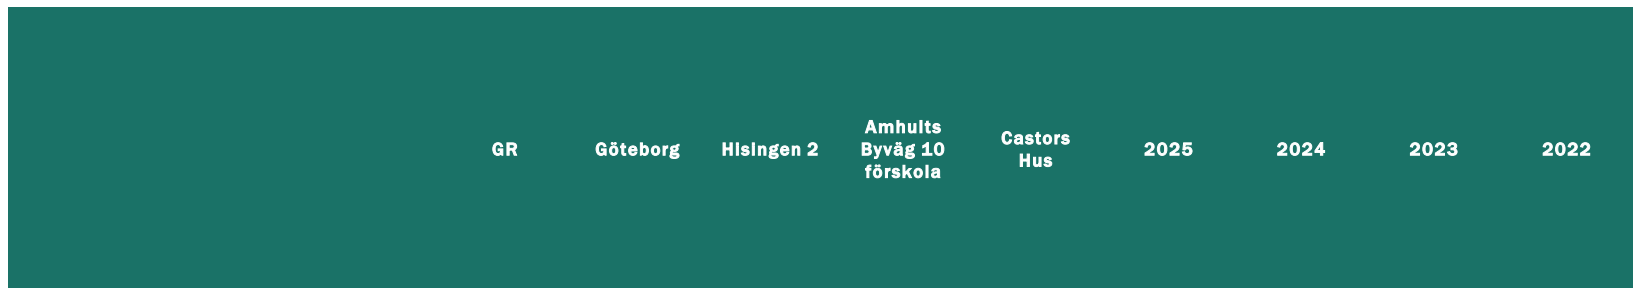 GR
Göteborg
Hisingen 2
Amhults
Byväg 10
förskola
Castors
Hus
2025
2024
2023
2022